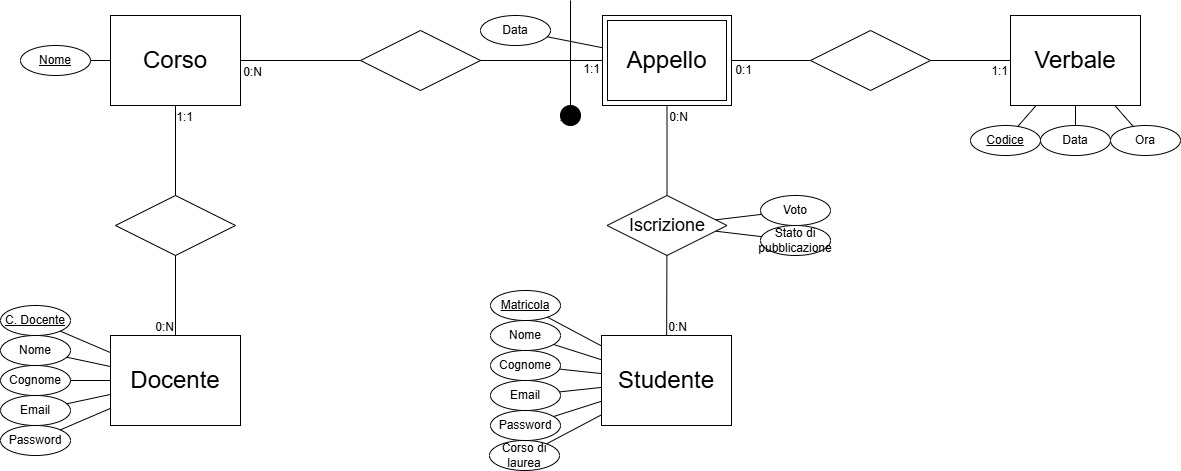 Nome
Corso
0:N
1:1
Data
1:1
Appello
0:1
0:N
1:1
Verbale
Codice
Data
Ora
Iscrizione
Voto
Stato di
pubblicazione
0:N
C. Docente
Nome
Cognome
Email
Password
Docente
0:N
Matricola
Nome
Cognome
Email
Password
Corso di
laurea
Studente